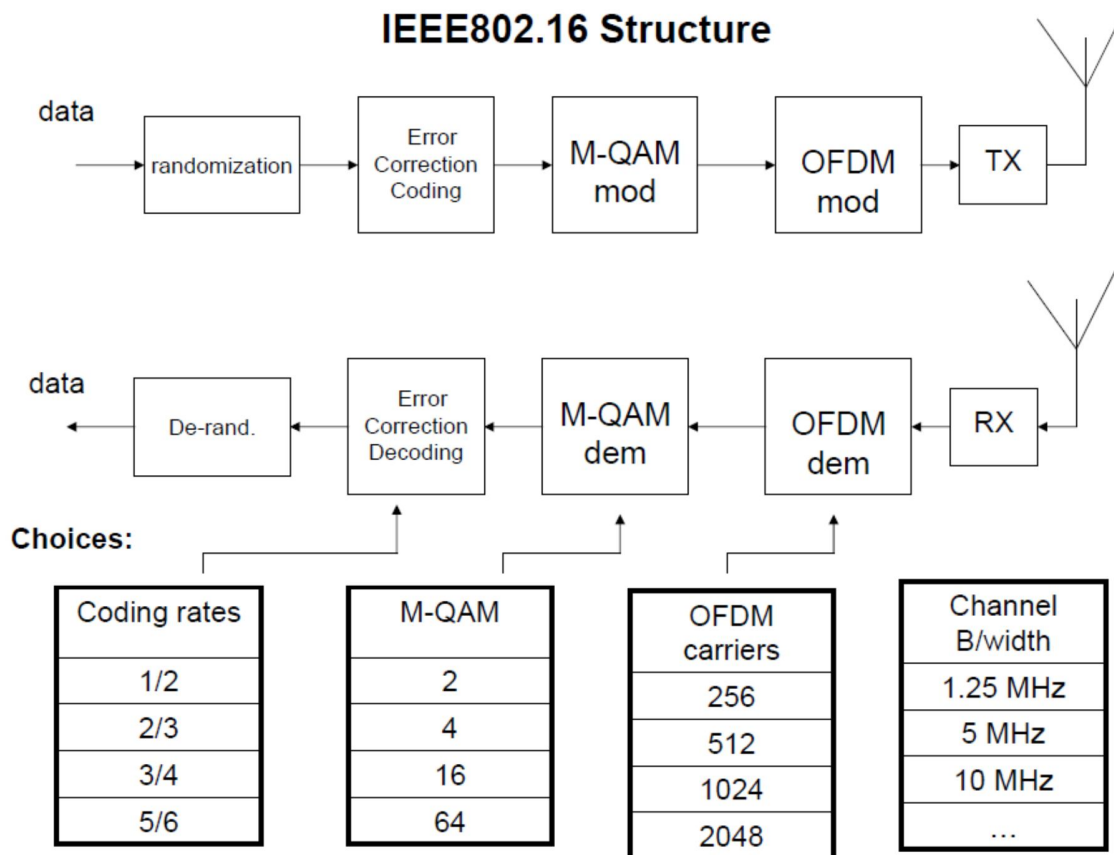 IEEE802.16 Structure
data
randomization
Error
Correction
Coding
M-QAM
mod
OFDM
mod
TX
data
De-rand.
Error
Correction
Decoding
M-QAM
dem
OFDM
dem
RX
Choices:
Coding rates
1/2
2/3
3/4
5/6
M-QAM
2
4
16
64
OFDM
carriers
256
512
1024
2048
Channel
B/width
1.25 MHz
5 MHz
10 MHz
...